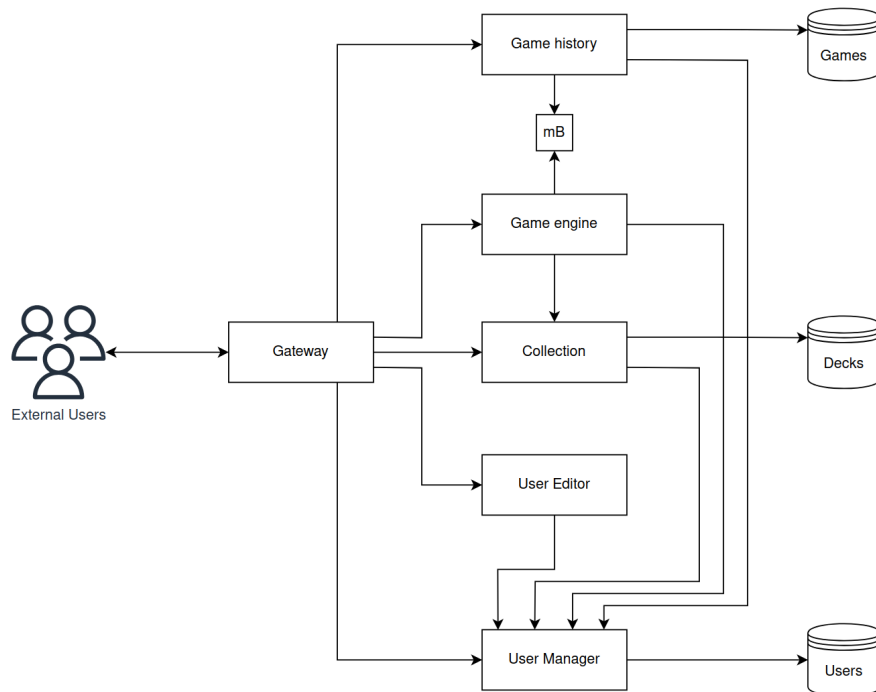 Game history
Games
mB
Game engine
Gateway
Collection
Decks
External Users
User Editor
User Manager
Users